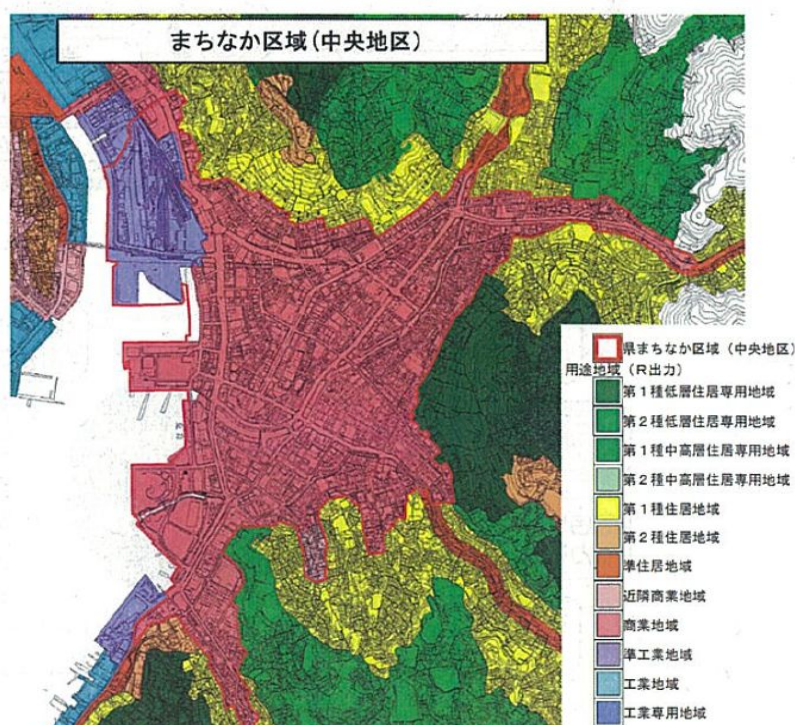 まちなか区域(中央地区)
県まちなか区域（中央地区）
用途地域（R出力）
第１種低層住居専用地域
第２種低層住居専用地域
第１種中高層住居専用地域
第２種中高層住居専用地域
第１種住居地域
第２種住居地域
準住居地域
近隣商業地域
商業地域
準工業地域
工業地域
工業専用地域